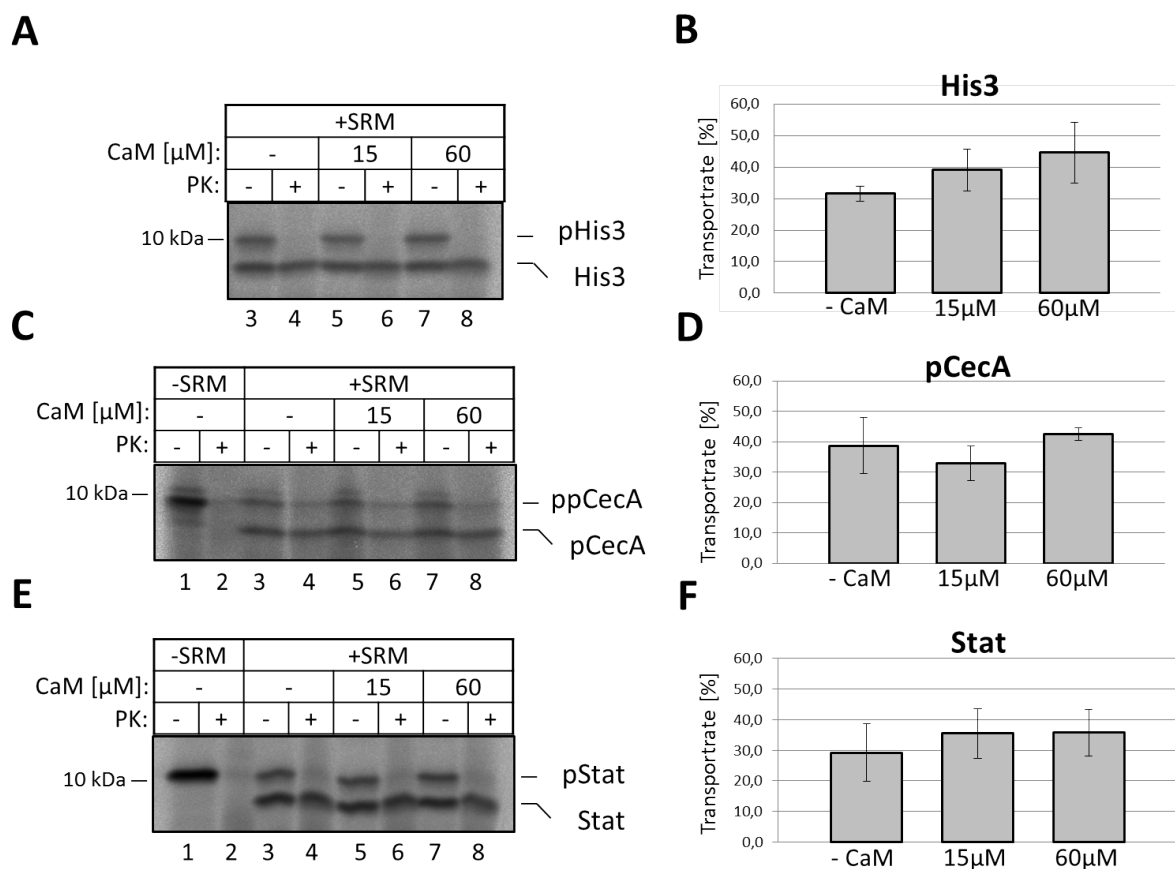 A
+SRM
CaM [µM]: - 15 60
PK: - + - + - +
10 kDa
pHis3
His3
3 4 5 6 7 8
B
His3
Transportrate [%]
60,0
50,0
40,0
30,0
20,0
10,0
0,0
- CaM 15µM 60µM
C
-SRM +SRM
CaM [µM]: - - 15 60
PK: - + - + - + - +
10 kDa
ppCecA
pCecA
1 2 3 4 5 6 7 8
D
pCecA
Transportrate [%]
60,0
50,0
40,0
30,0
20,0
10,0
0,0
- CaM 15µM 60µM
E
-SRM +SRM
CaM [µM]: - - 15 60
PK: - + - + - + - +
10 kDa
pStat
Stat
1 2 3 4 5 6 7 8
F
Stat
Transportrate [%]
60,0
50,0
40,0
30,0
20,0
10,0
0,0
- CaM 15µM 60µM